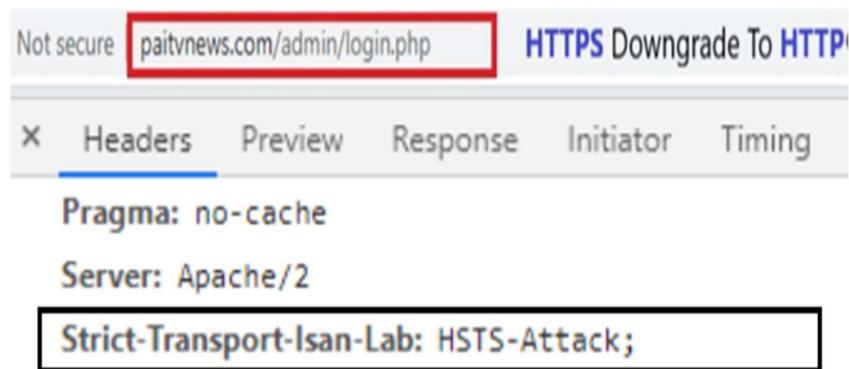 Not secure paitvnews.com/admin/login.php HTTPS Downgrade To HTTP
× Headers Preview Response Initiator Timing
Pragma: no-cache
Server: Apache/2
Strict-Transport-Isan-Lab: HSTS-Attack;